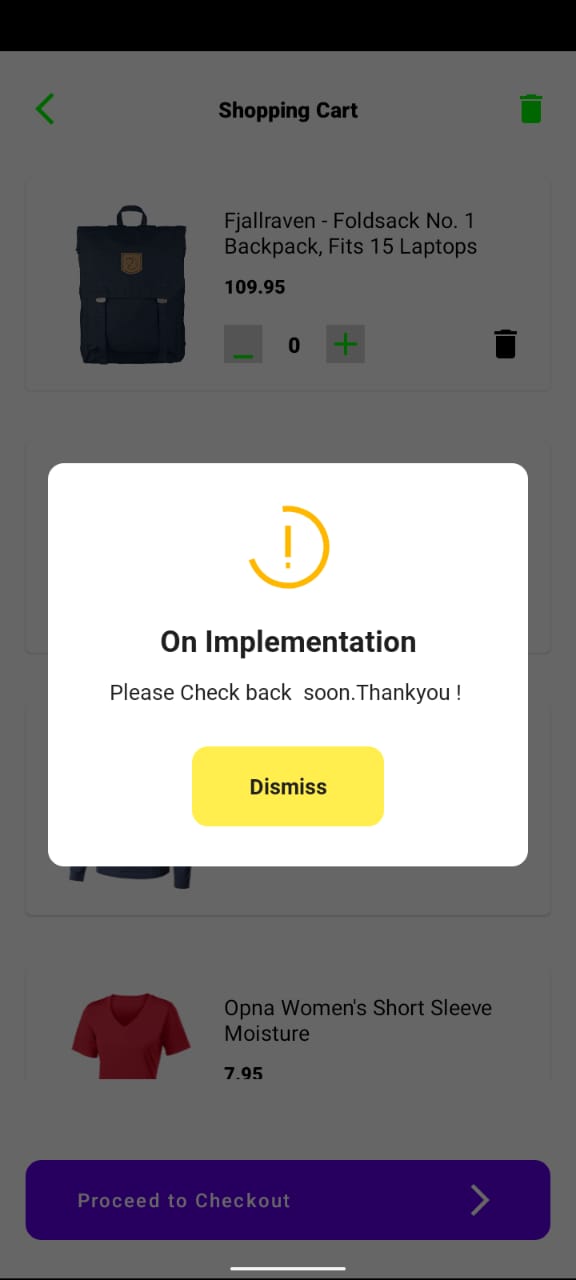 Shopping Cart
Fjallraven - Foldsack No. 1
Backpack, Fits 15 Laptops
109.95
0
On Implementation
Please Check back  soon.Thankyou !
Dismiss
Opna Women's Short Sleeve
Moisture
7.95
Proceed to Checkout